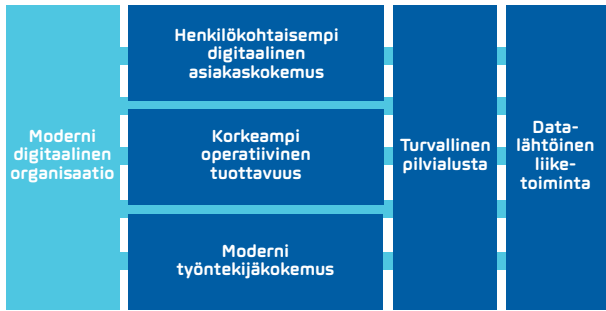 Moderni
digitaalinen
organisaatio
Henkilökohtaisempi
digitaalinen
asiakaskokemus
Korkeampi
operatiivinen
tuottavuus
Moderni
työntekijäkokemus
Turvallinen
pilvialusta
Data-
lähtöinen
liike-
toiminta